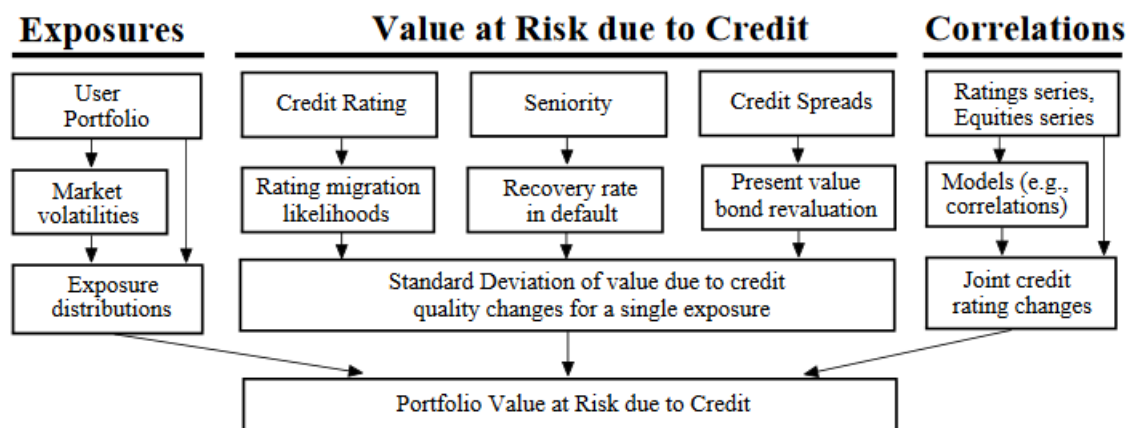 Exposures
Value at Risk due to Credit
Correlations
User
Portfolio
Credit Rating
Seniority
Credit Spreads
Ratings series,
Equities series
Market
volatilities
Rating migration
likelihoods
Recovery rate
in default
Present value
bond revaluation
Models (e.g.,
correlations)
Exposure
distributions
Standard Deviation of value due to credit
quality changes for a single exposure
Joint credit
rating changes
Portfolio Value at Risk due to Credit